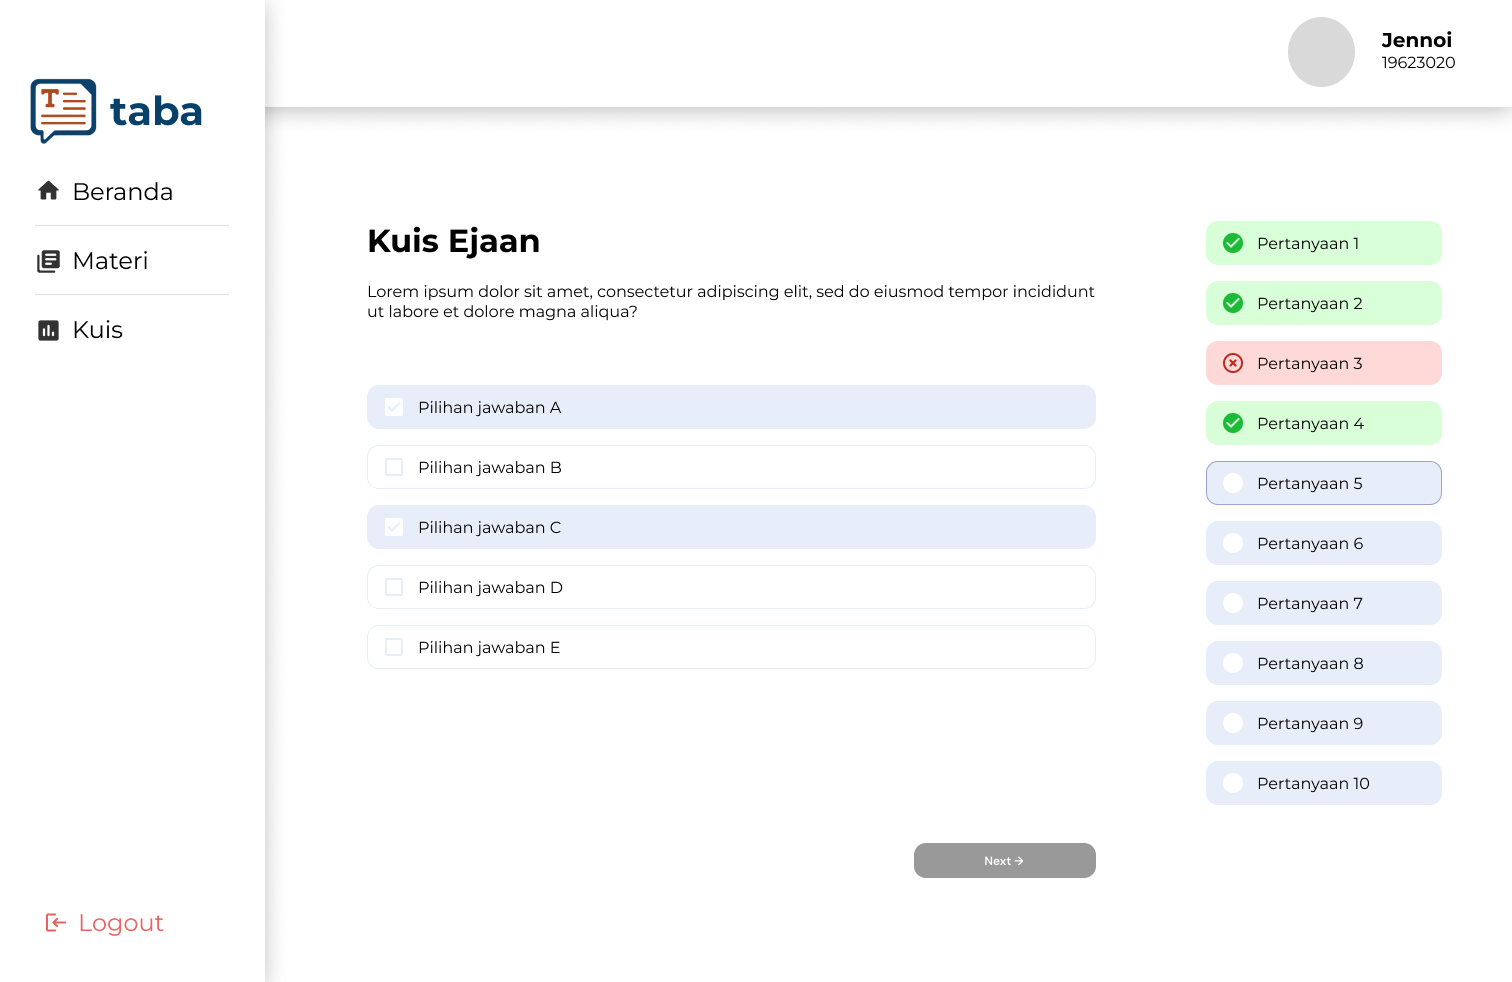 taba
Beranda
Materi
Kuis
Logout
Jennoi
19623020
Kuis Ejaan
Lorem ipsum dolor sit amet, consectetur adipiscing elit, sed do eiusmod tempor incididunt
ut labore et dolore magna aliqua?
Pilihan jawaban A
Pilihan jawaban B
Pilihan jawaban C
Pilihan jawaban D
Pilihan jawaban E
Next →
Pertanyaan 1
Pertanyaan 2
Pertanyaan 3
Pertanyaan 4
Pertanyaan 5
Pertanyaan 6
Pertanyaan 7
Pertanyaan 8
Pertanyaan 9
Pertanyaan 10